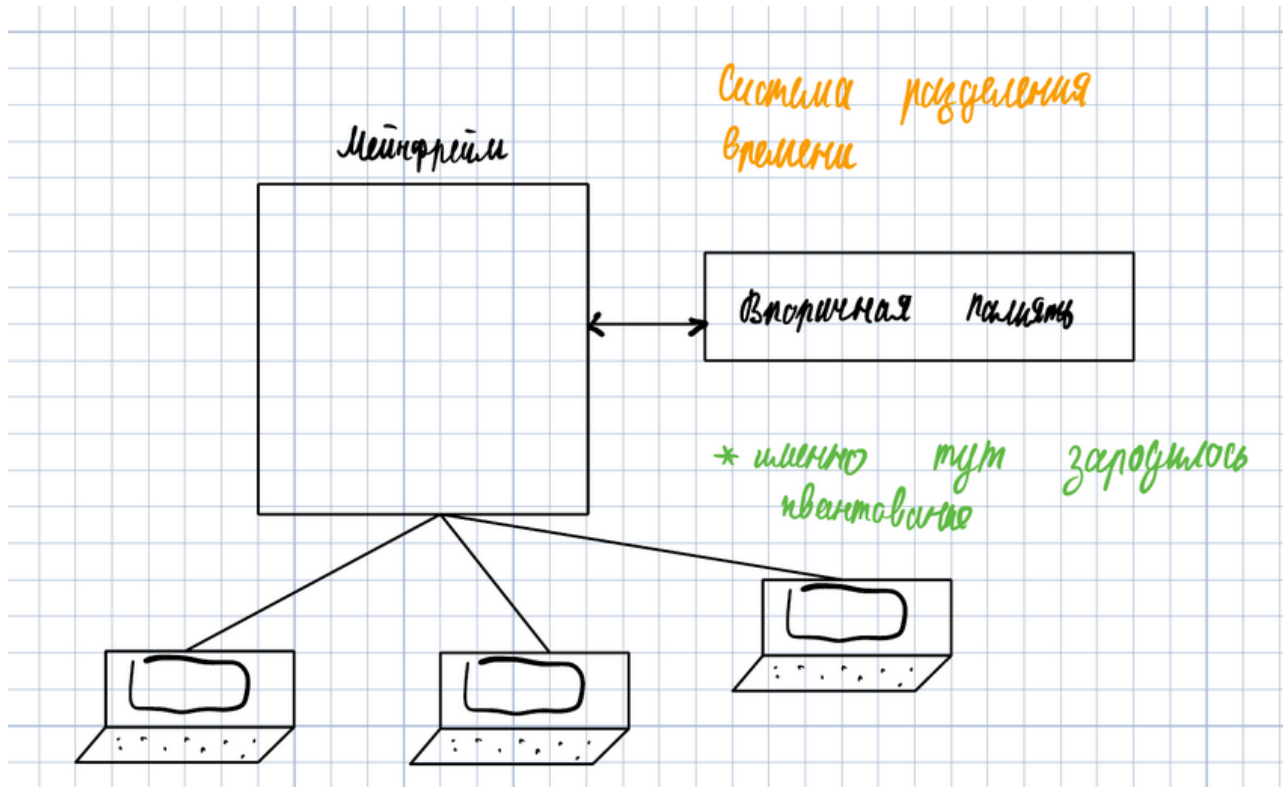 Система разделения
времени
Мейнфрейм
Вторичная память
* именно тут зародилось
квантование